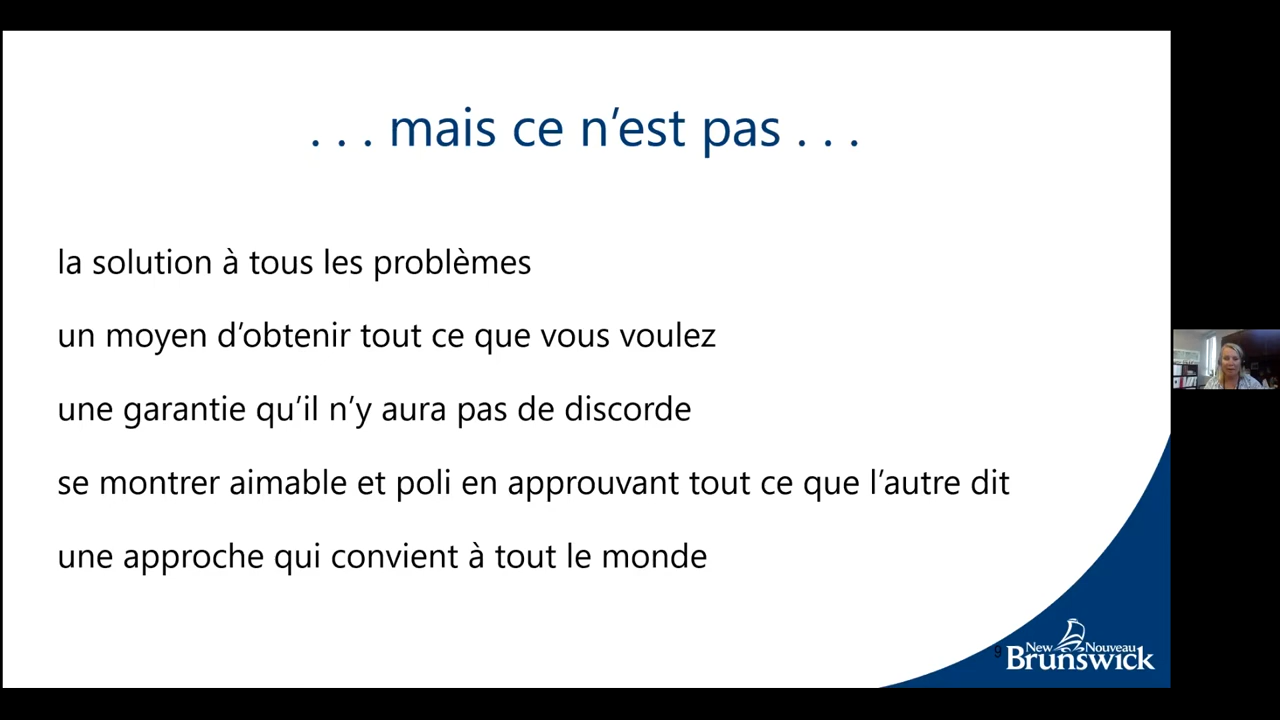 . . . mais ce n’est pas . . .
la solution à tous les problèmes
un moyen d’obtenir tout ce que vous voulez
une garantie qu’il n’y aura pas de discorde
se montrer aimable et poli en approuvant tout ce que l’autre dit
une approche qui convient à tout le monde
9
New Nouveau
Brunswick